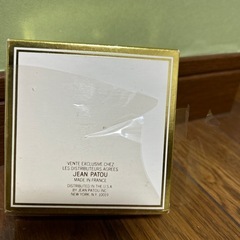 VENTE EXCLUSIVE CHEZ
LES DISTRIBUTEURS AGRÉÉS
JEAN PATOU
MADE IN FRANCE
DISTRIBUTED IN THE U.S.A
BY JEAN PATOU INC.
NEW YORK, N.Y. 10003